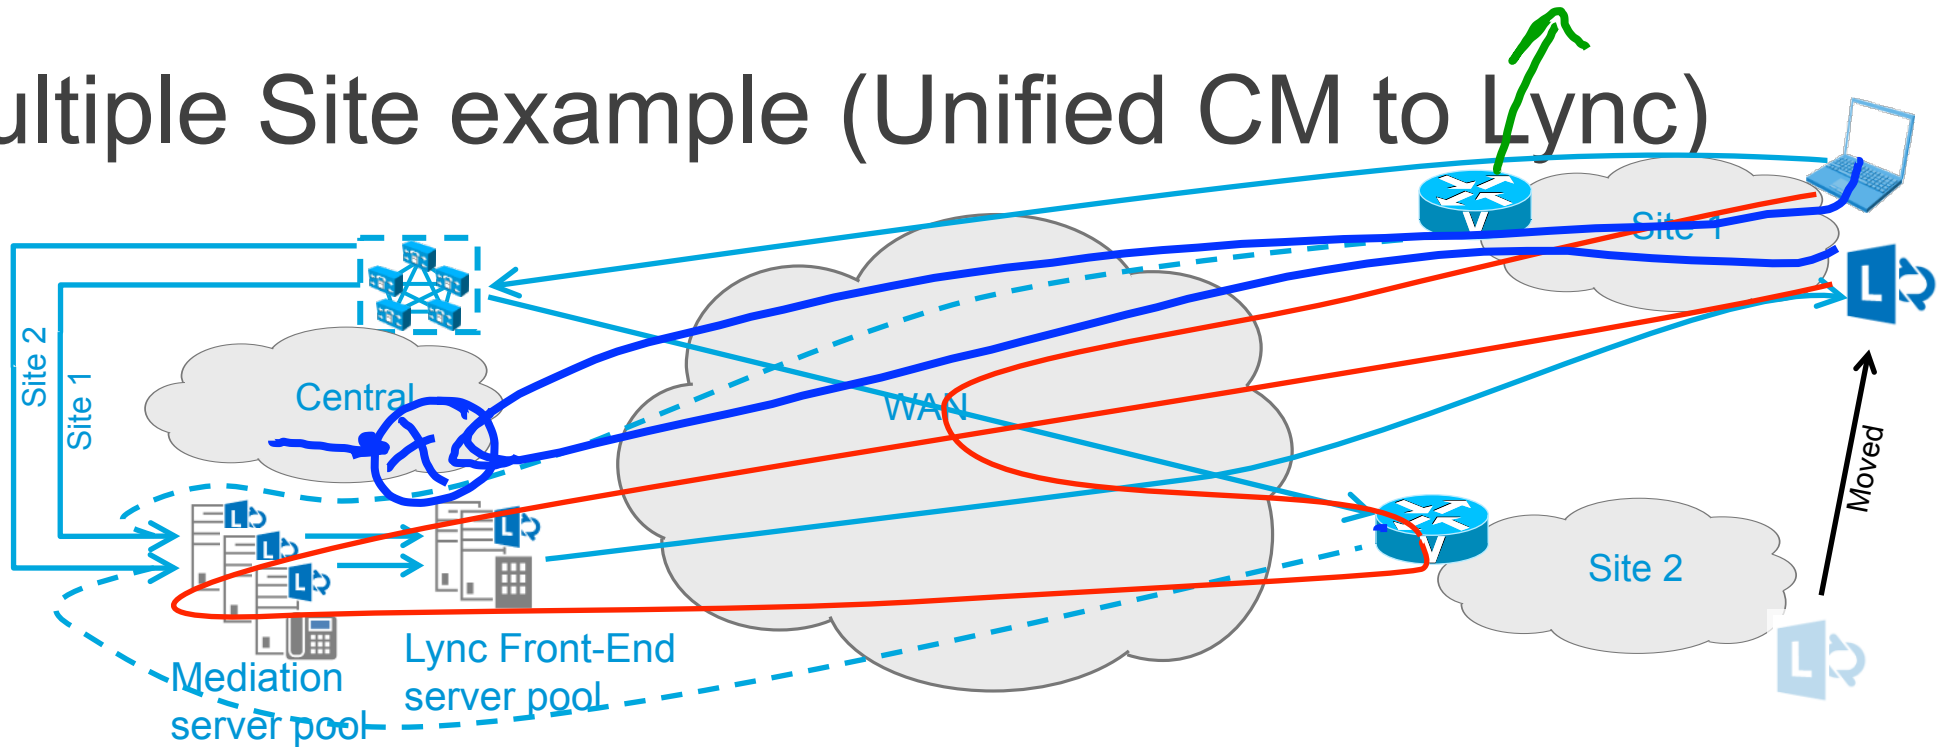 ultiple Site example (Unified CM to Lync)
Site 1
Site 2
Site 1
Central
WAN
Moved
Site 2
Lync Front-End
server pool
Mediation
server pool